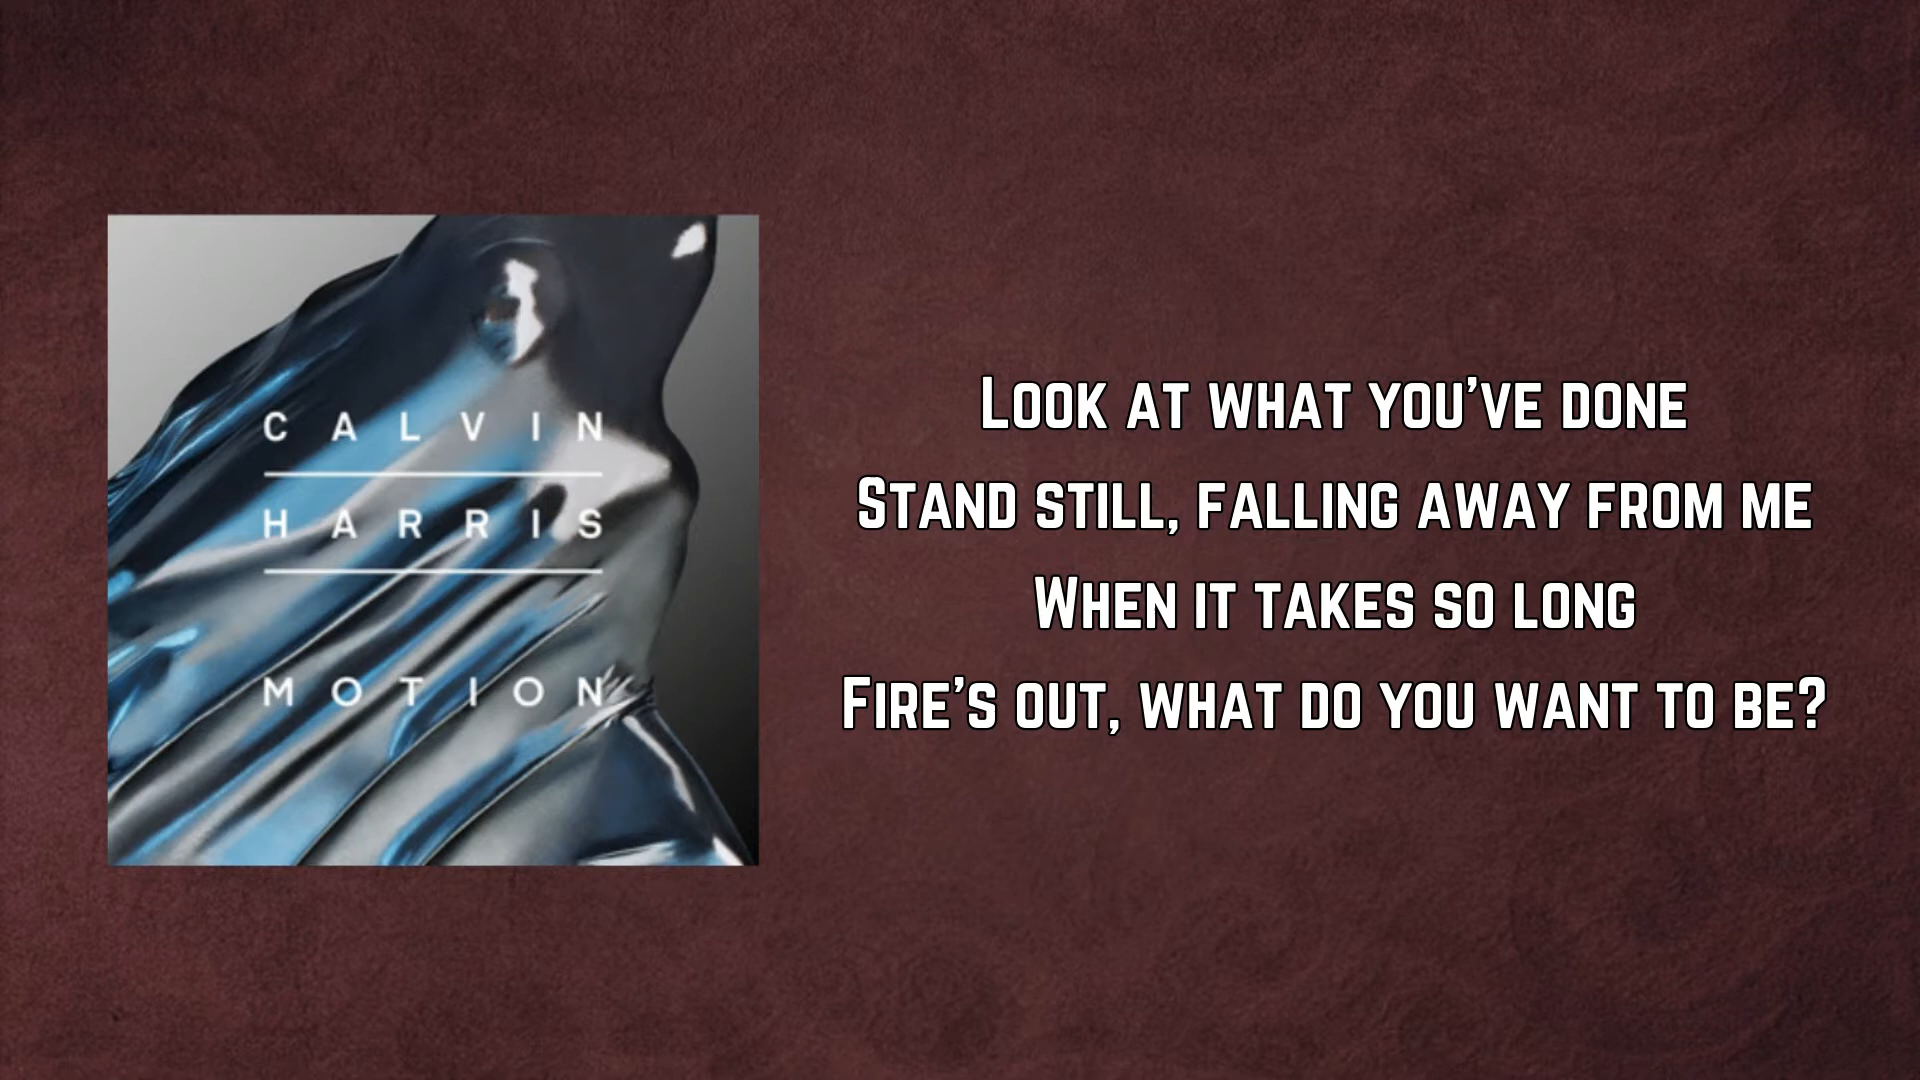 CALVIN
HARRIS
MOTION
Look at what you've done
Stand still, falling away from me
When it takes so long
Fire's out, what do you want to be?